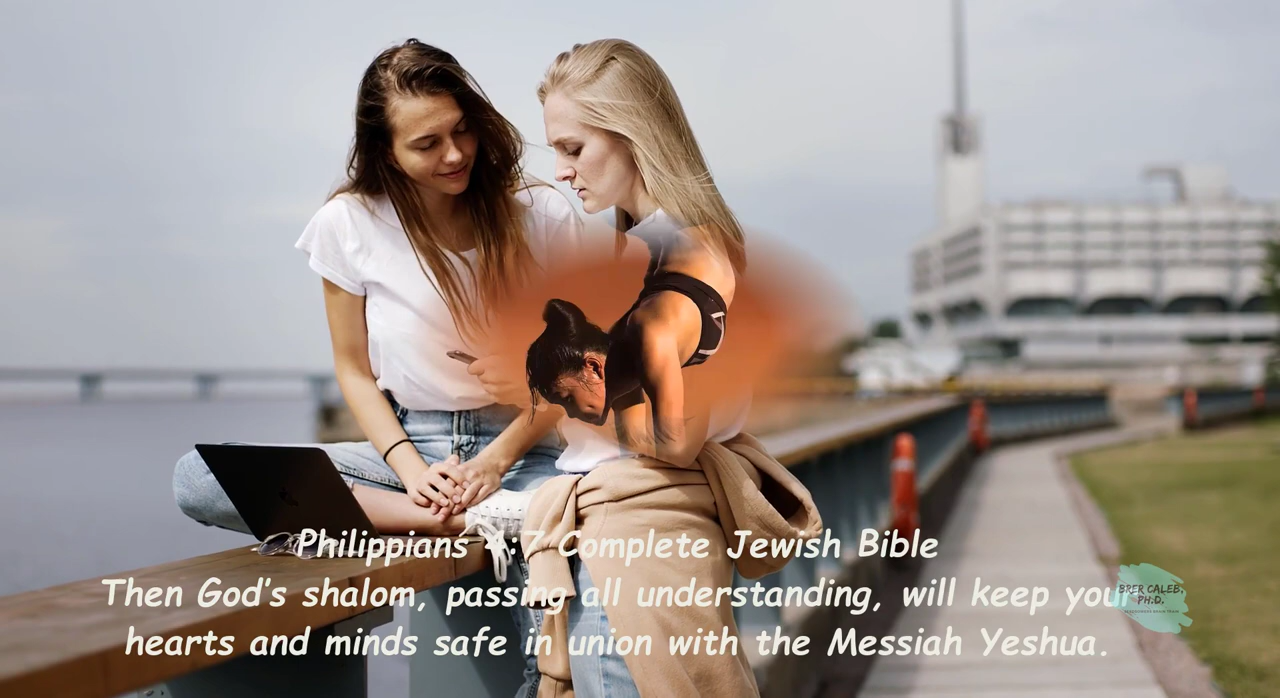 Philippians 4:7 Complete Jewish Bible
Then God's shalom, passing all understanding, will keep your
hearts and minds safe in union with the Messiah Yeshua.
BRER CALEB,
PH.D.